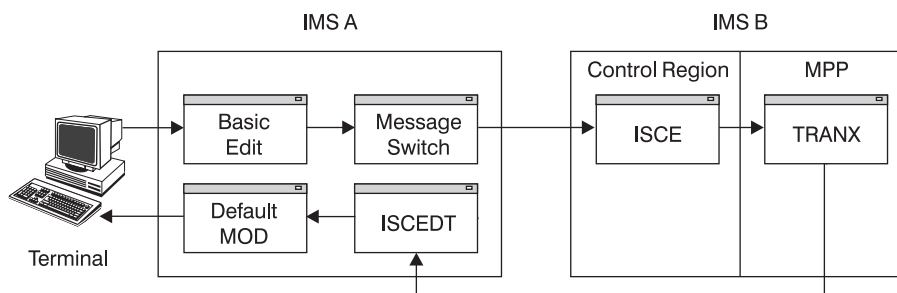 IMS A
IMS B
Control Region
MPP
Basic
Edit
Message
Switch
ISCE
TRANX
Default
MOD
ISCEDT
Terminal